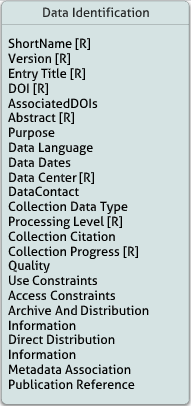 Data Identification
ShortName [R]
Version [R]
Entry Title [R]
DOI [R]
AssociatedDOIs
Abstract [R]
Purpose
Data Language
Data Dates
Data Center [R]
DataContact
Collection Data Type
Processing Level [R]
Collection Citation
Collection Progress [R]
Quality
Use Constraints
Access Constraints
Archive And Distribution
Information
Direct Distribution
Information
Metadata Association
Publication Reference